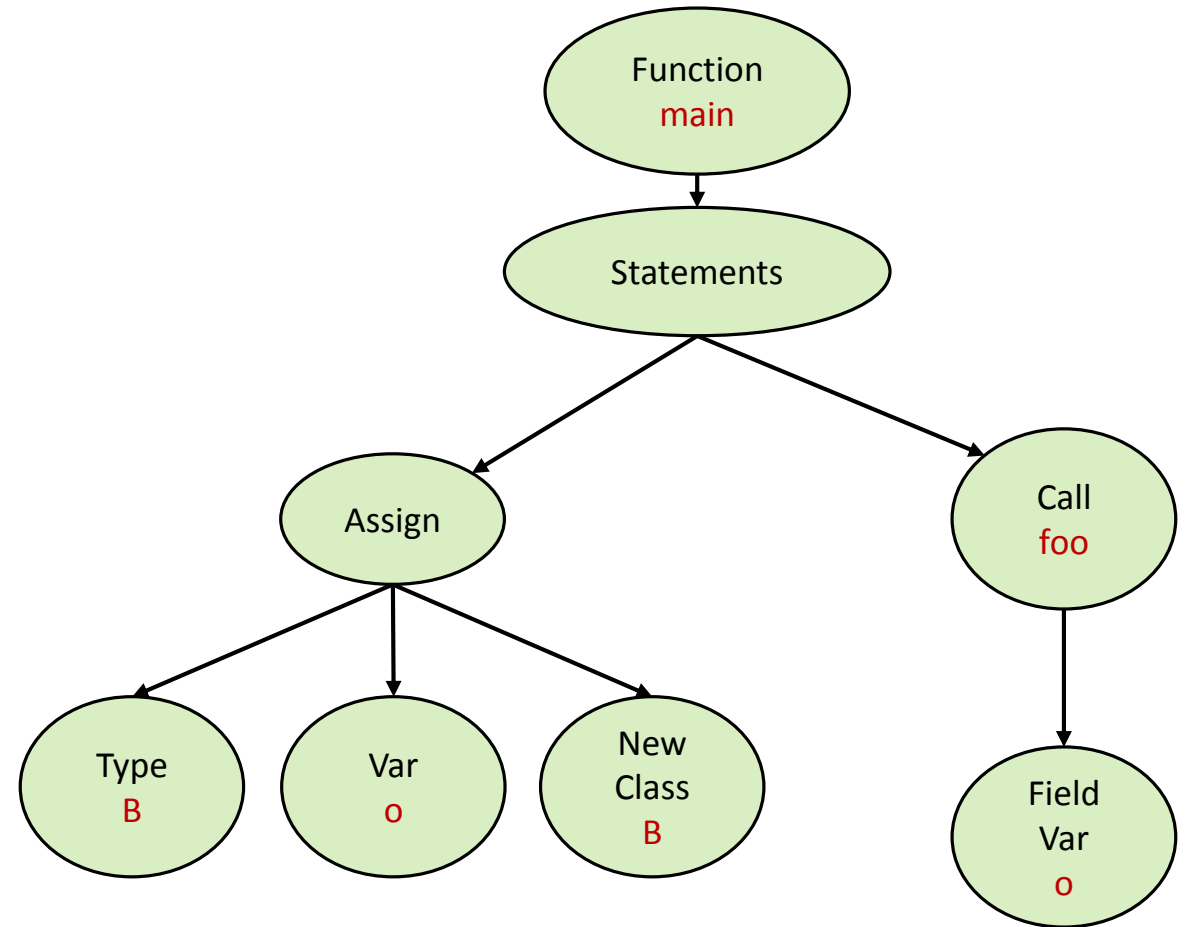 Function
main
Statements
Assign
Call
foo
Type
B
Var
o
New
Class
B
Field
Var
o